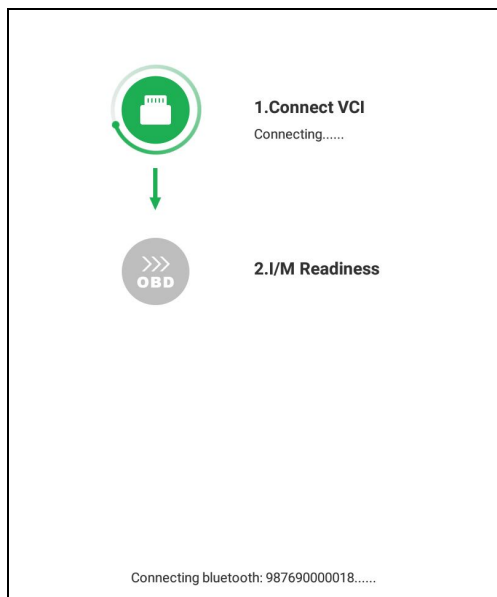 1.Connect VCI
Connecting......
>>>
OBD
2.I/M Readiness
Connecting bluetooth: 987690000018......